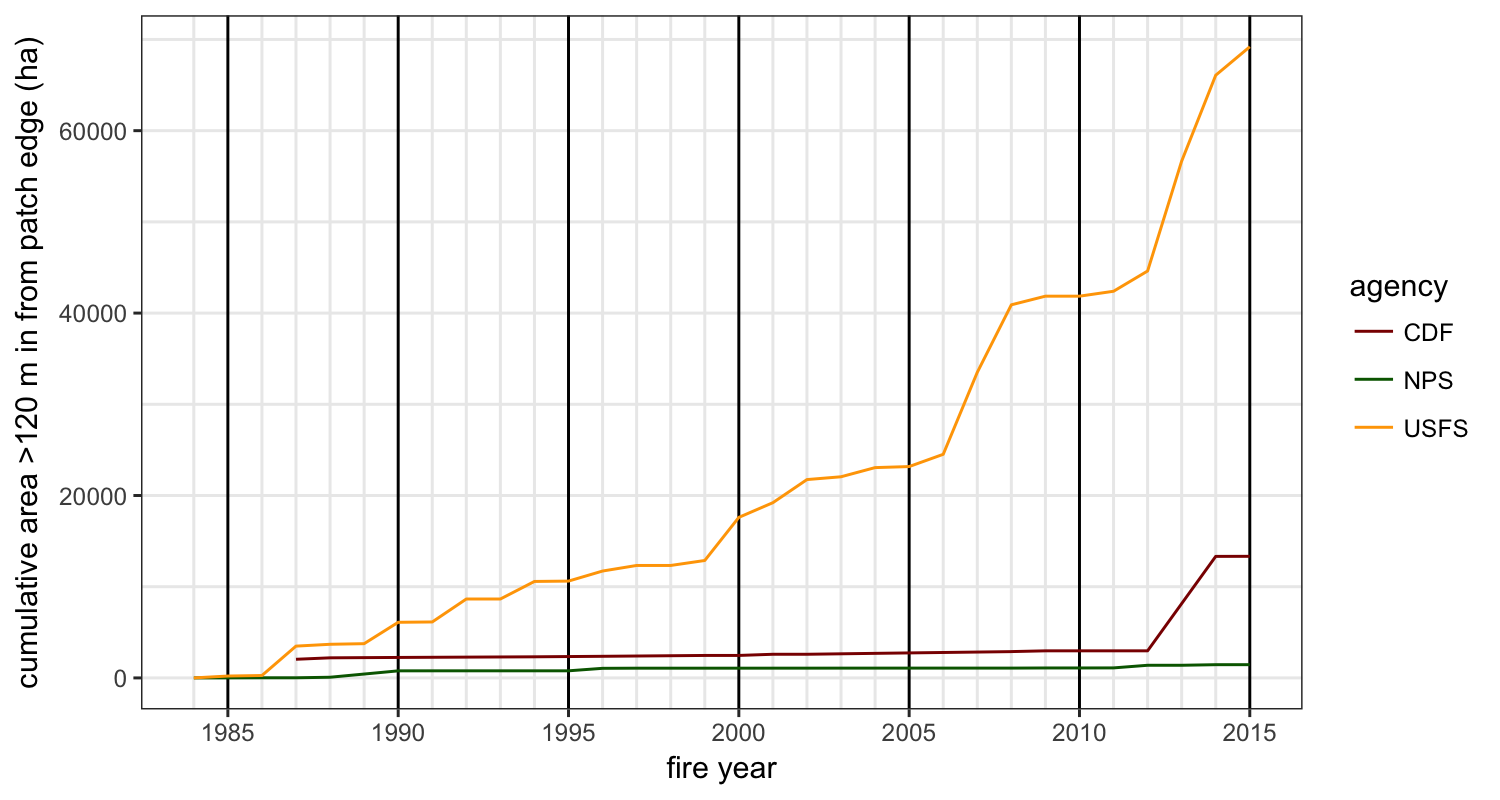 cumulative area >120 m in from patch edge (ha)
60000
40000
20000
0
1985 1990 1995 2000 2005 2010 2015
fire year
agency
CDF
NPS
USFS